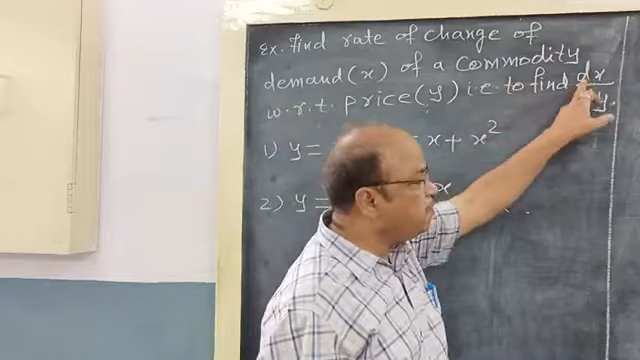 Ex. Find rate of change of
demand (x) of a commodity
w.r.t. price (y) i.e. to find dx/dy.
1) y = x + x²
2) y = x